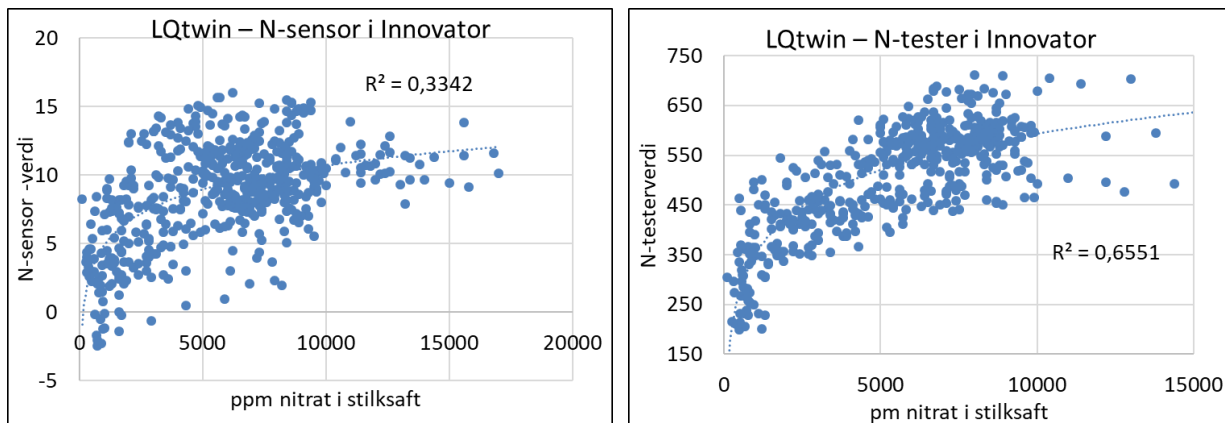 LQtwin – N-sensor i Innovator
R² = 0,3342
N-sensor -verdi
20
15
10
5
0
-5
0
5000
10000
15000
20000
ppm nitrat i stilksaft
LQtwin – N-tester i Innovator
R² = 0,6551
N-testerverdi
750
650
550
450
350
250
150
0
5000
10000
15000
pm nitrat i stilksaft